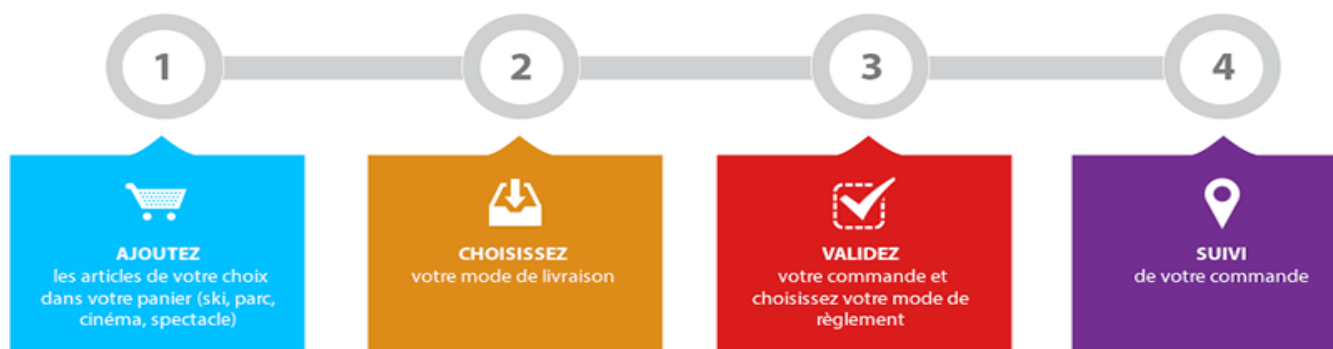 1
2
3
4
AJOUTEZ
les articles de votre choix
dans votre panier (ski, parc,
cinéma, spectacle)
CHOISISSEZ
votre mode de livraison
VALIDEZ
votre commande et
choisissez votre mode de
règlement
SUIVI
de votre commande